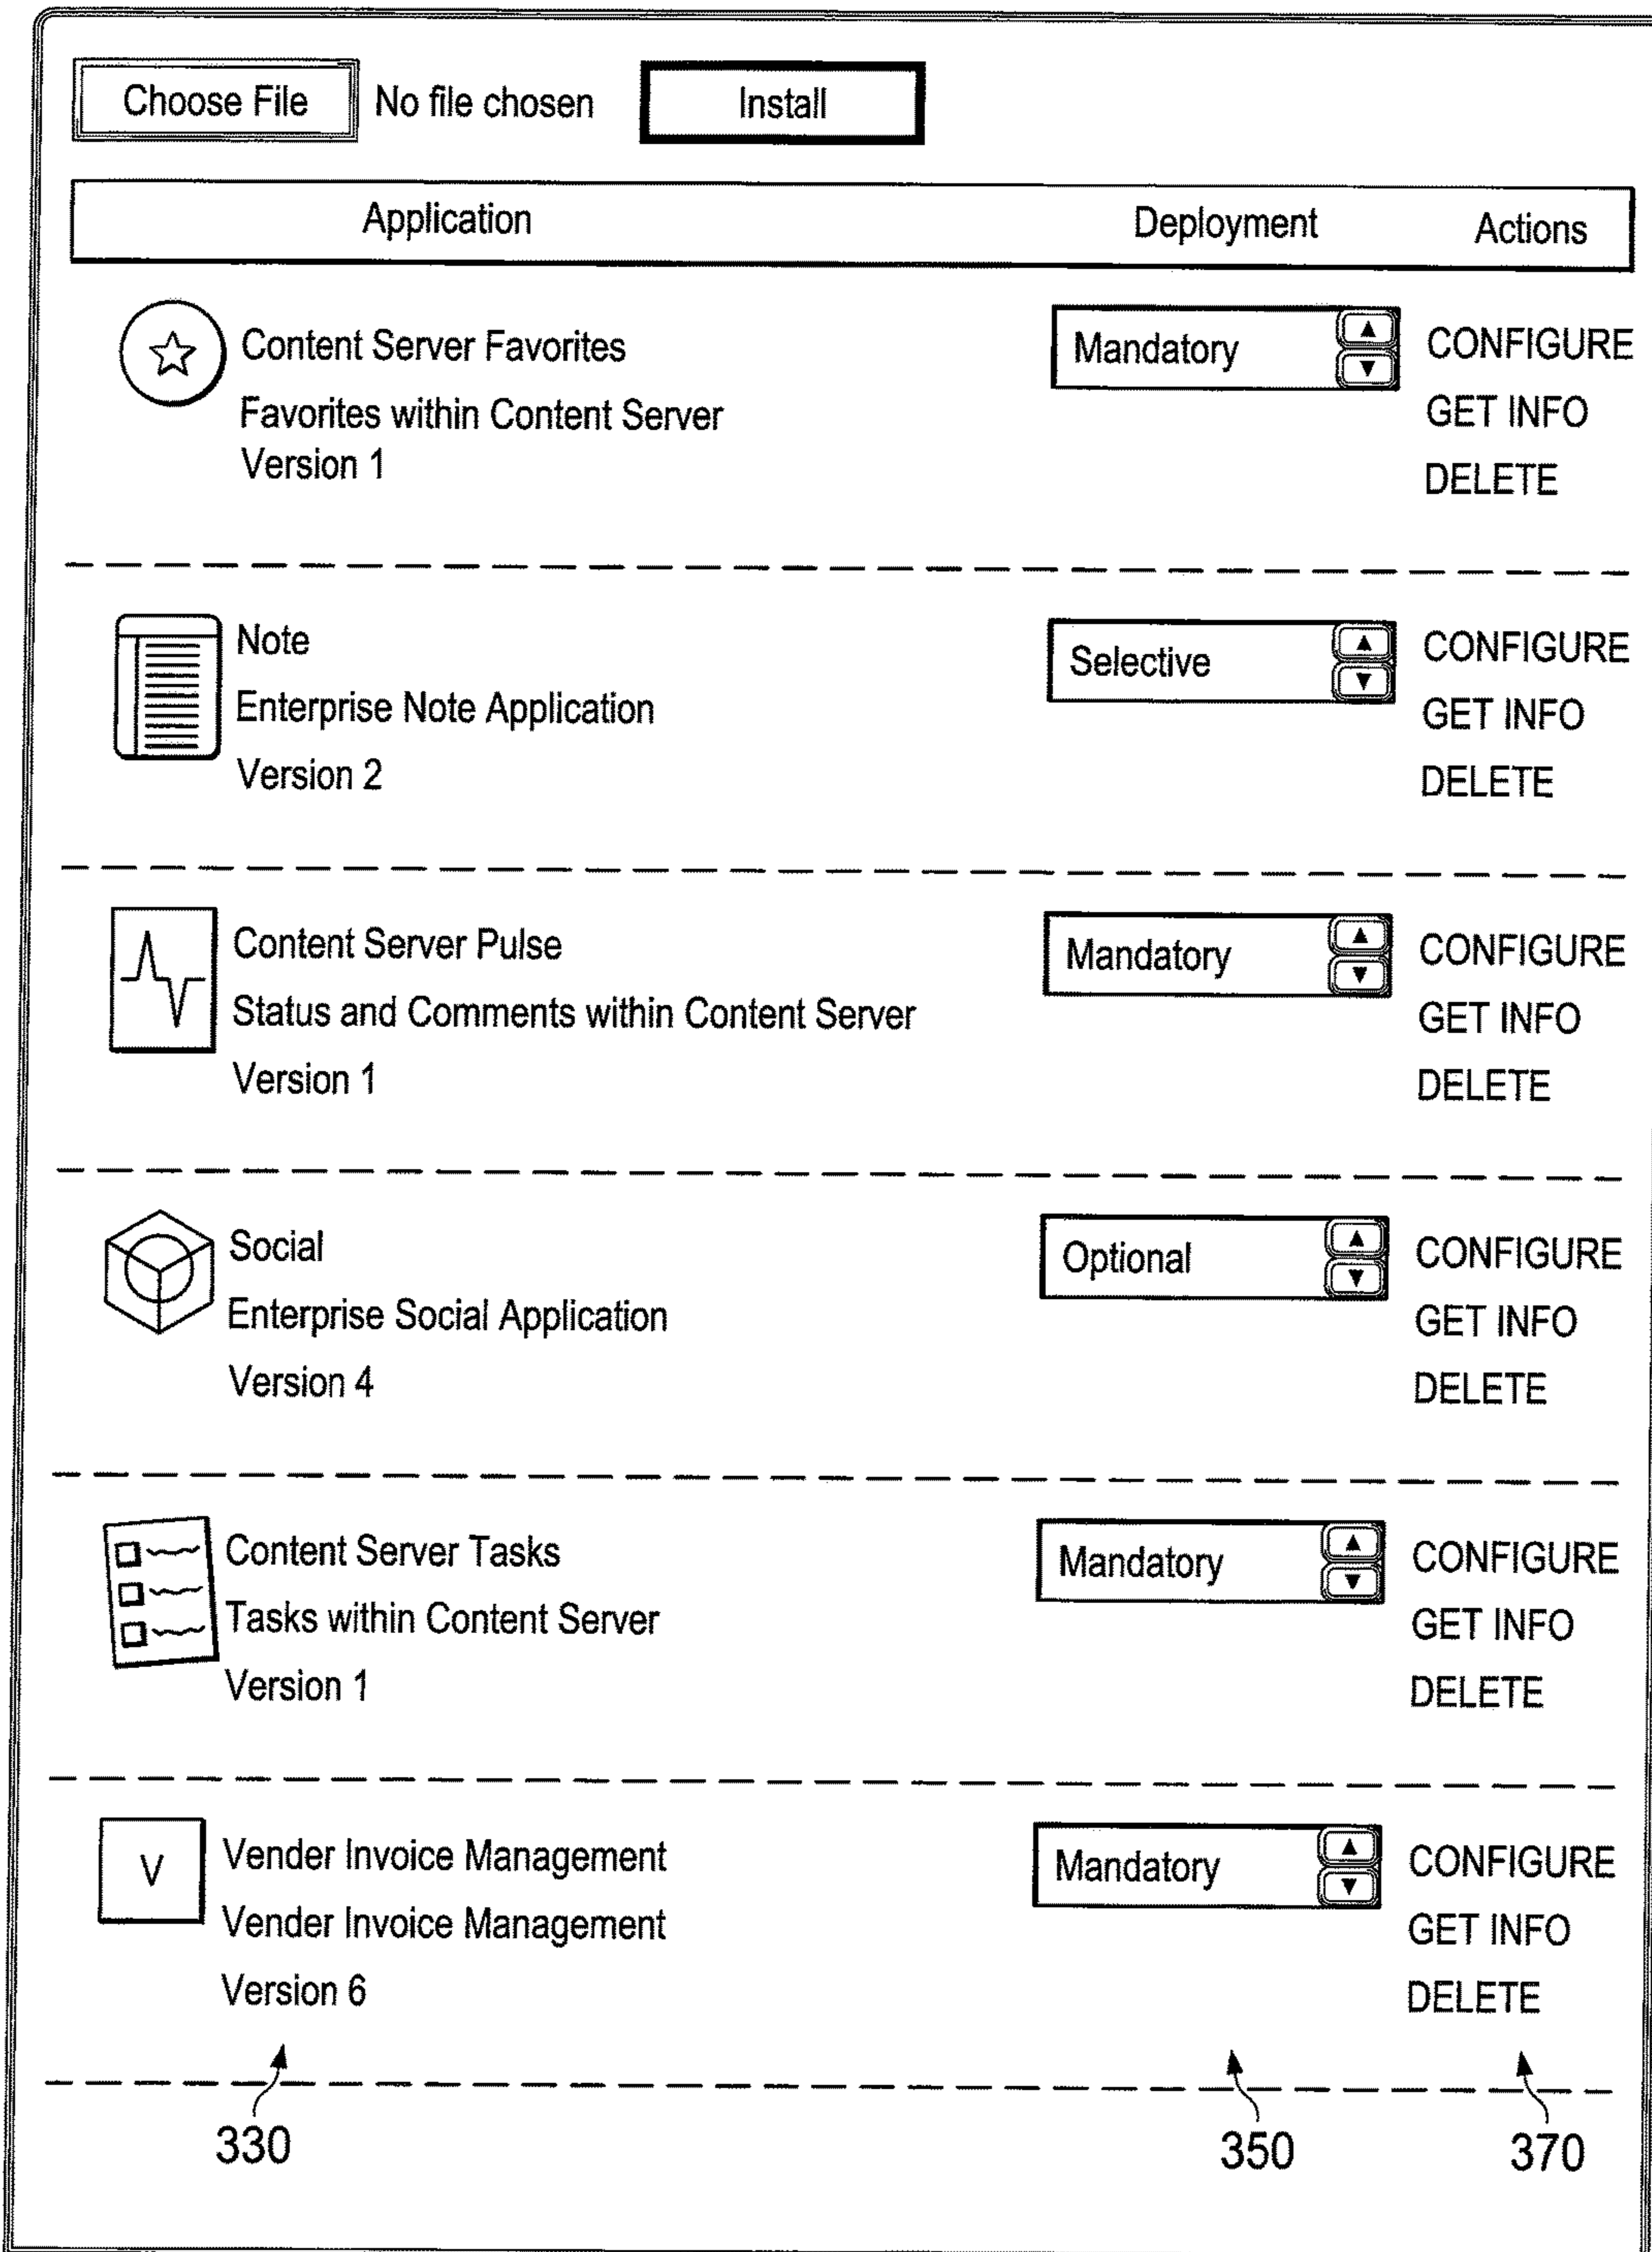 Choose File No file chosen Install
Application Deployment Actions
Content Server Favorites Mandatory CONFIGURE
Favorites within Content Server GET INFO
Version 1 DELETE
Note Selective CONFIGURE
Enterprise Note Application GET INFO
Version 2 DELETE
Content Server Pulse Mandatory CONFIGURE
Status and Comments within Content Server GET INFO
Version 1 DELETE
Social Optional CONFIGURE
Enterprise Social Application GET INFO
Version 4 DELETE
Content Server Tasks Mandatory CONFIGURE
Tasks within Content Server GET INFO
Version 1 DELETE
V Vender Invoice Management Mandatory CONFIGURE
Vender Invoice Management GET INFO
Version 6 DELETE
330 350 370